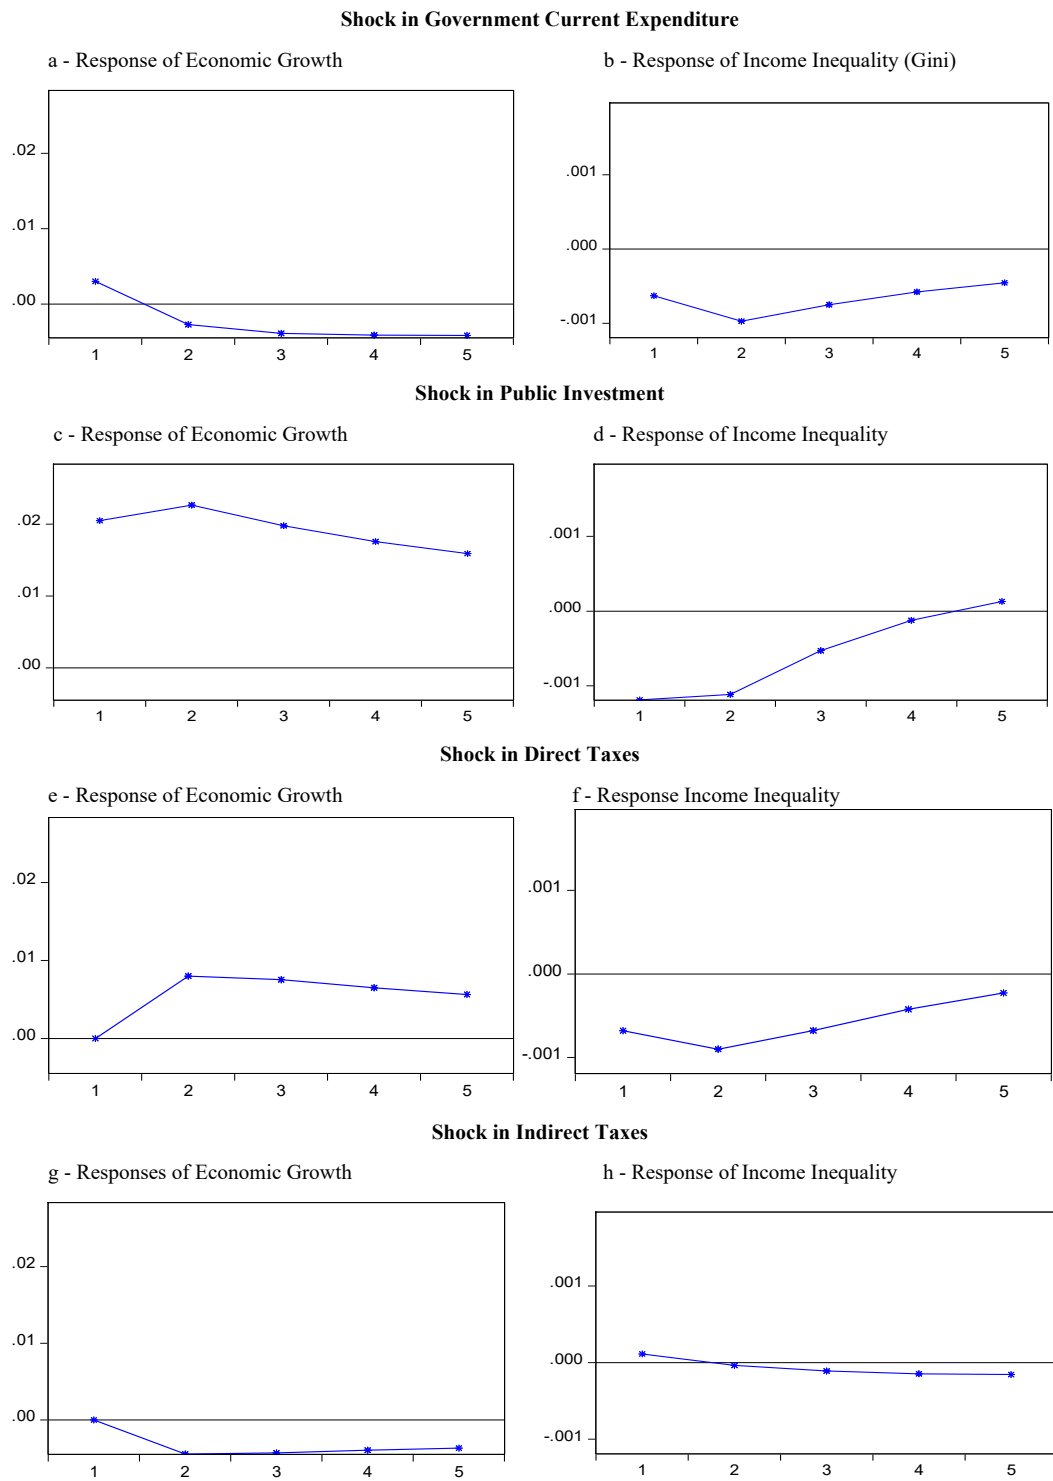 Shock in Government Current Expenditure
a - Response of Economic Growth
b - Response of Income Inequality (Gini)
.02
.01
.00
1 2 3 4 5
.001
.000
-.001
1 2 3 4 5
Shock in Public Investment
c - Response of Economic Growth
d - Response of Income Inequality
.02
.01
.00
1 2 3 4 5
.001
.000
-.001
1 2 3 4 5
Shock in Direct Taxes
e - Response of Economic Growth
f - Response Income Inequality
.02
.01
.00
1 2 3 4 5
.001
.000
-.001
1 2 3 4 5
Shock in Indirect Taxes
g - Responses of Economic Growth
h - Response of Income Inequality
.02
.01
.00
1 2 3 4 5
.001
.000
-.001
1 2 3 4 5